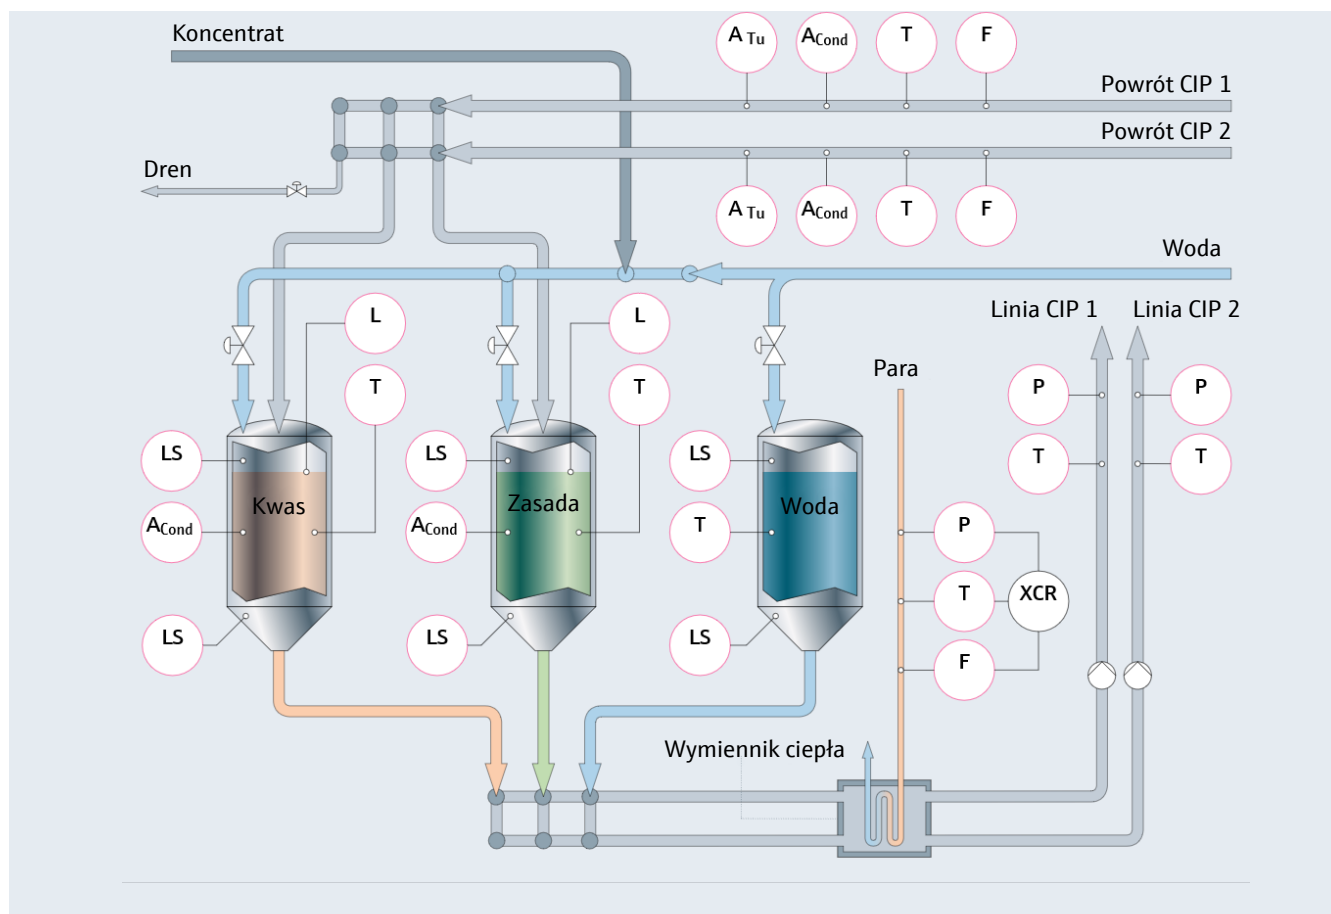 Koncentrat
A Tu
ACond
T
F
Powrót CIP 1
Powrót CIP 2
Dren
A Tu
ACond
T
F
Woda
Linia CIP 1
Linia CIP 2
L
L
Para
T
T
P
P
LS
LS
LS
T
T
Kwas
Zasada
Woda
ACond
ACond
T
P
T
XCR
LS
LS
LS
F
Wymiennik ciepła